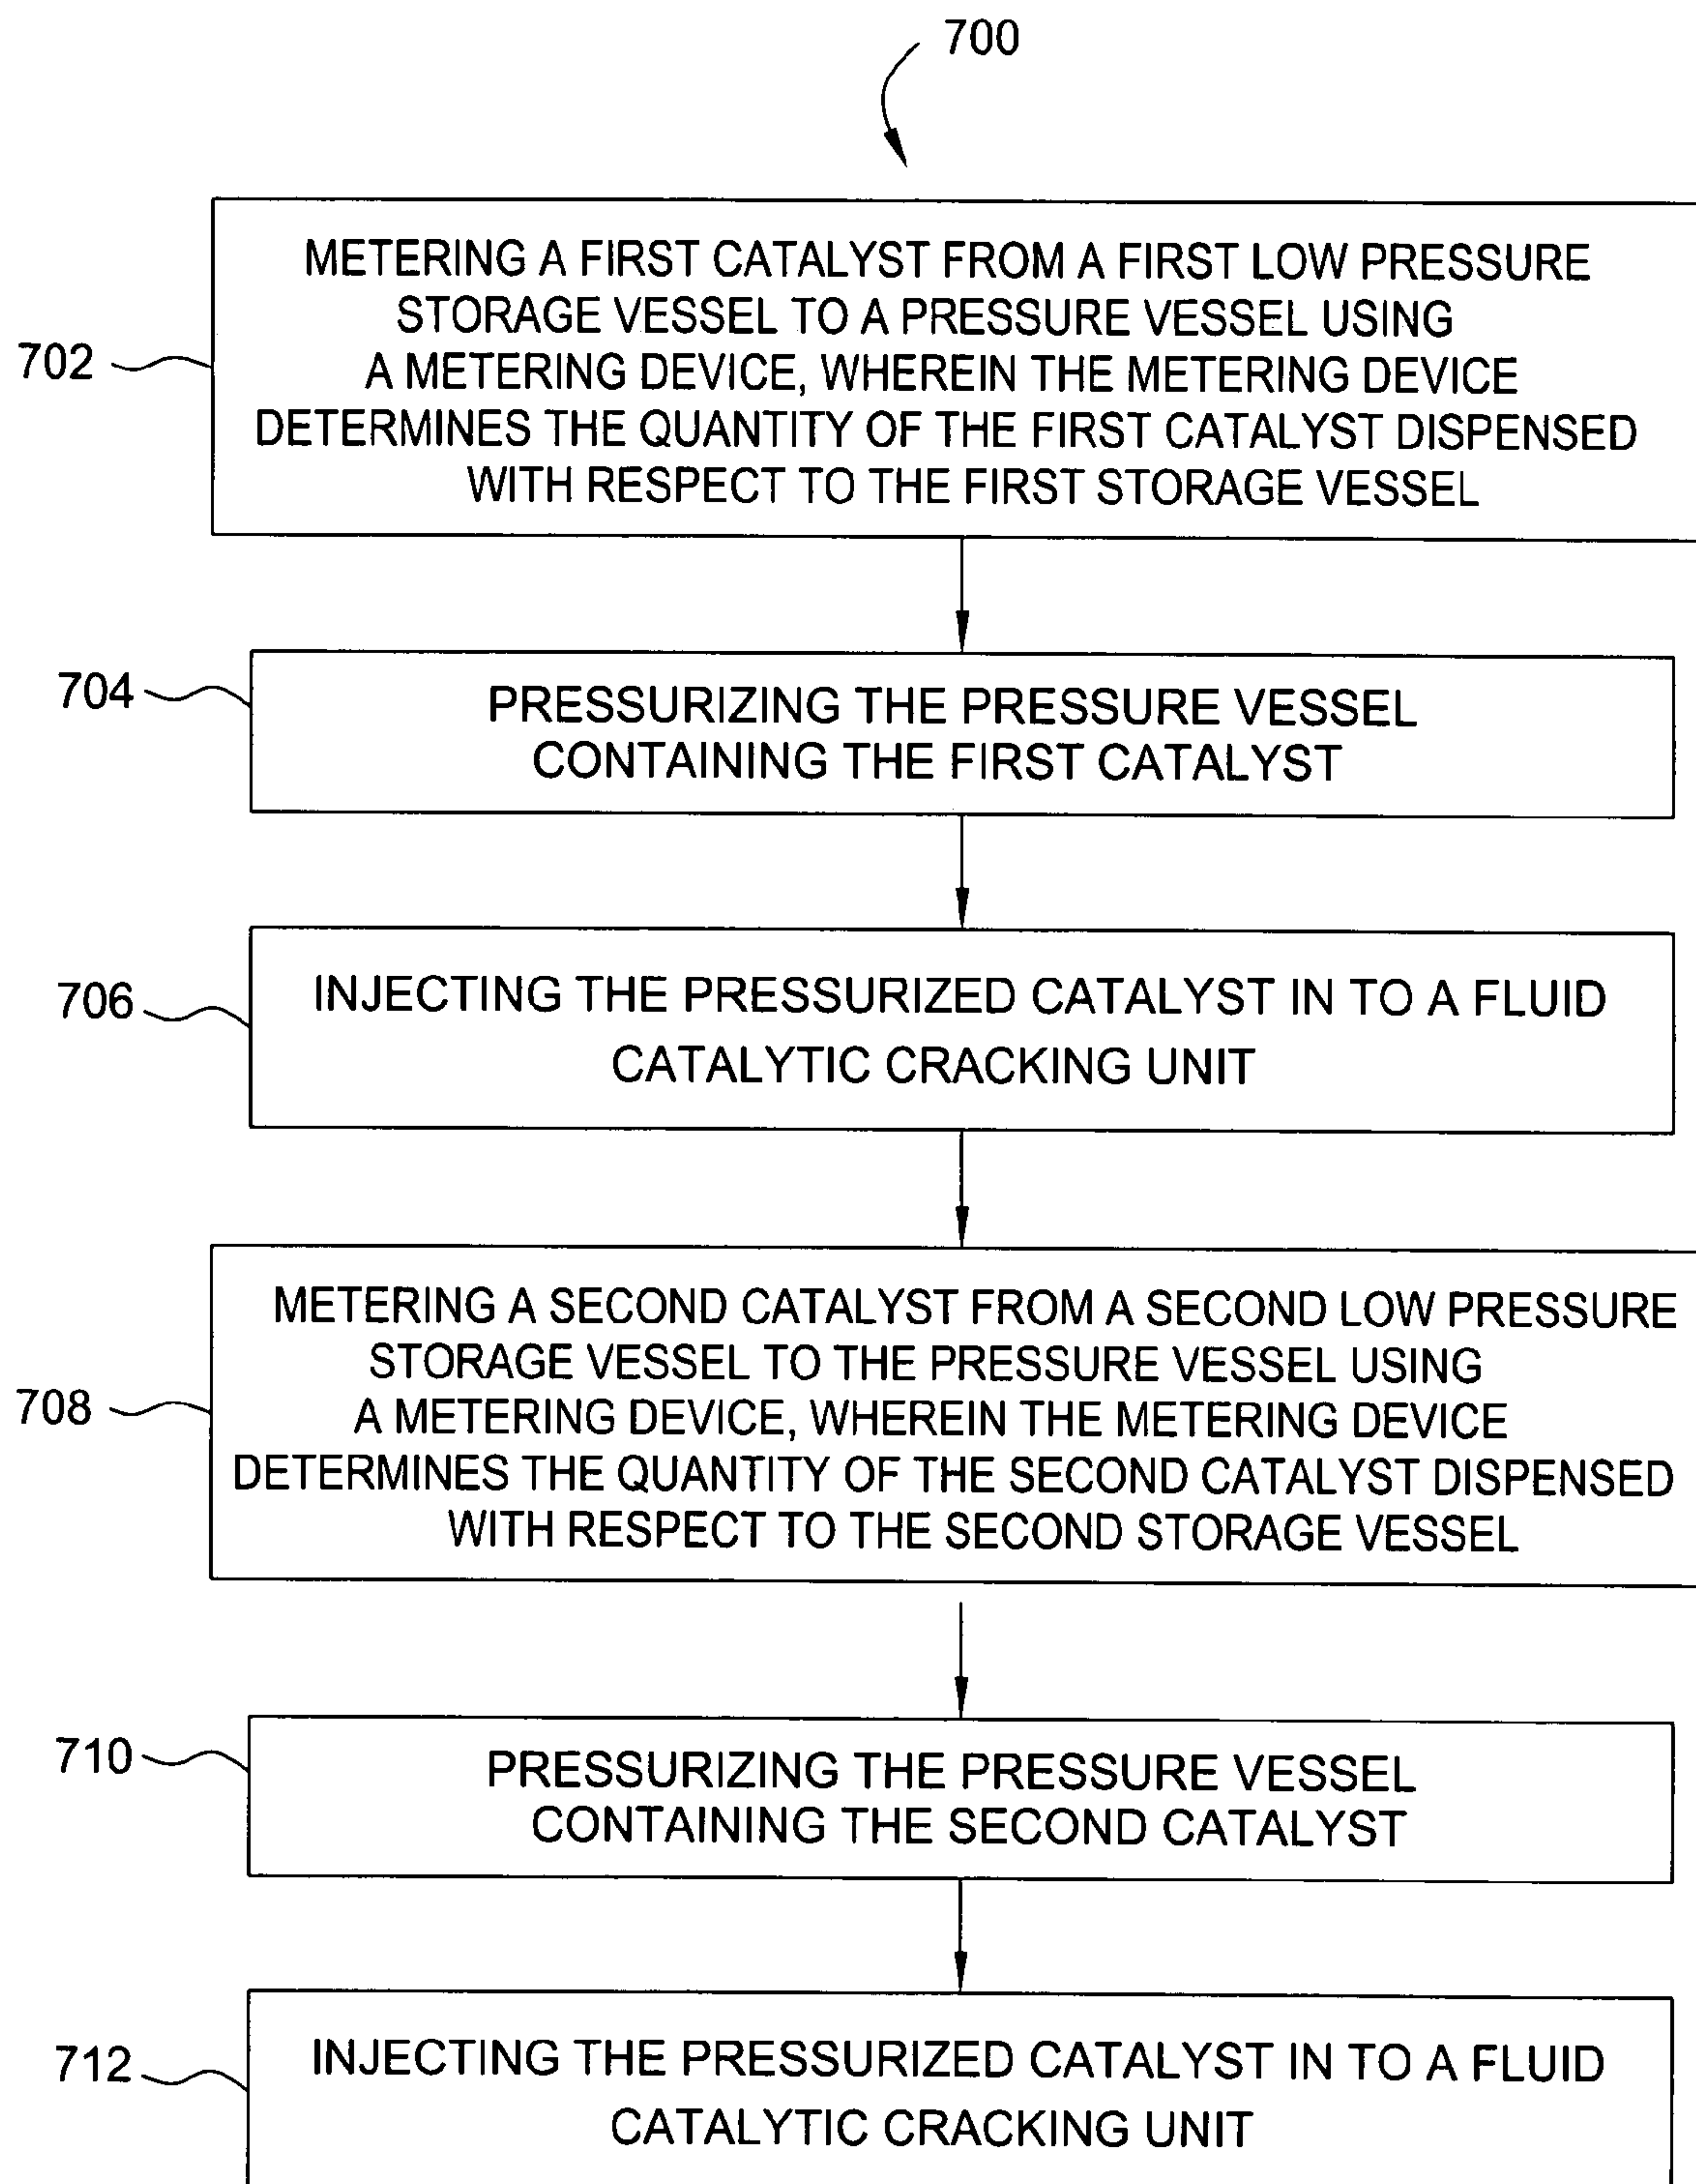 700
702
METERING A FIRST CATALYST FROM A FIRST LOW PRESSURE
STORAGE VESSEL TO A PRESSURE VESSEL USING
A METERING DEVICE, WHEREIN THE METERING DEVICE
DETERMINES THE QUANTITY OF THE FIRST CATALYST DISPENSED
WITH RESPECT TO THE FIRST STORAGE VESSEL
704
PRESSURIZING THE PRESSURE VESSEL
CONTAINING THE FIRST CATALYST
706
INJECTING THE PRESSURIZED CATALYST IN TO A FLUID
CATALYTIC CRACKING UNIT
708
METERING A SECOND CATALYST FROM A SECOND LOW PRESSURE
STORAGE VESSEL TO THE PRESSURE VESSEL USING
A METERING DEVICE, WHEREIN THE METERING DEVICE
DETERMINES THE QUANTITY OF THE SECOND CATALYST DISPENSED
WITH RESPECT TO THE SECOND STORAGE VESSEL
710
PRESSURIZING THE PRESSURE VESSEL
CONTAINING THE SECOND CATALYST
712
INJECTING THE PRESSURIZED CATALYST IN TO A FLUID
CATALYTIC CRACKING UNIT